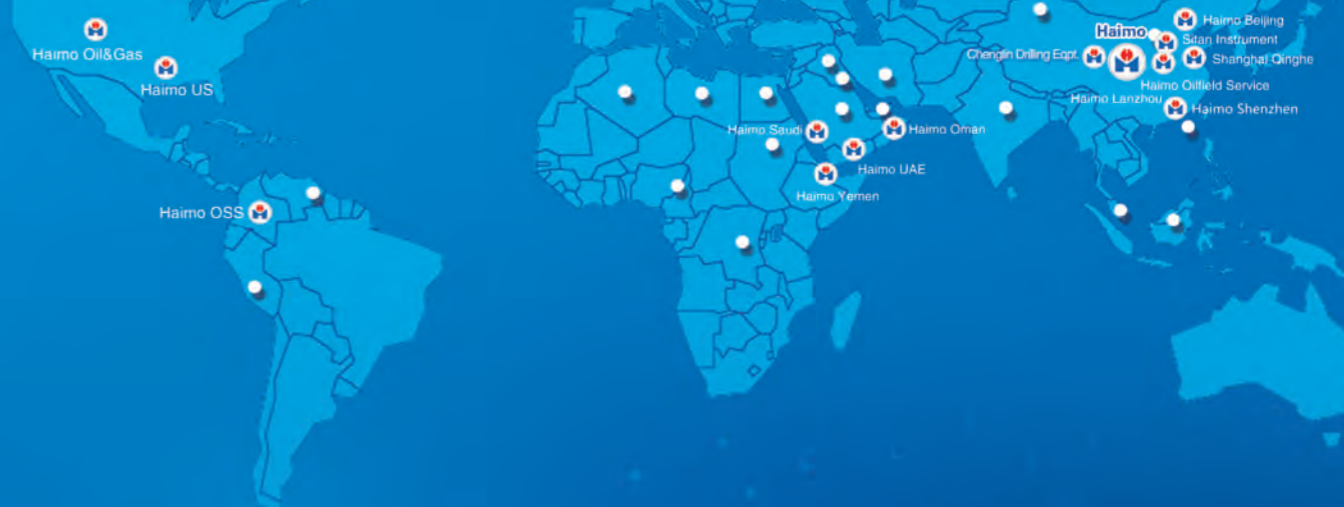 Haimo Beijing
Haimo
Sitan Instrument
Haimo Oil&Gas
Chenglin Drilling Eqpt.
Shanghai Qinghe
Haimo US
Haimo Oilfield Service
Haimo Lanzhou
Haimo Shenzhen
Haimo Saudi
Haimo Oman
Haimo UAE
Haimo Yemen
Haimo OSS